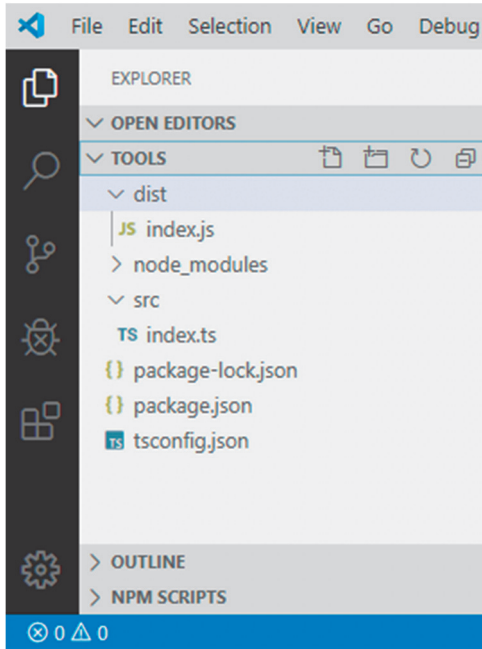 File Edit Selection View Go Debug
EXPLORER
OPEN EDITORS
TOOLS
dist
JS index.js
node_modules
src
TS index.ts
{} package-lock.json
{} package.json
TS tsconfig.json
OUTLINE
NPM SCRIPTS
0 0